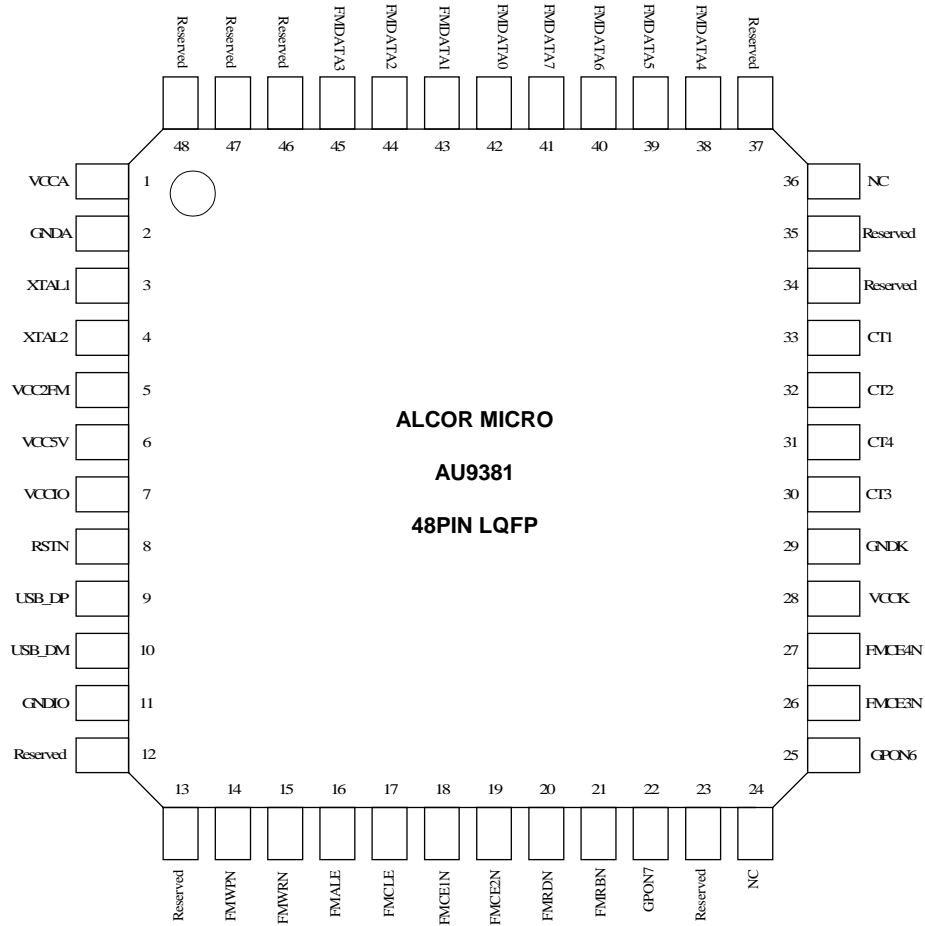 Reserved
Reserved
Reserved
FMDATA3
FMDATA2
FMDATA1
FMDATA0
FMDATA7
FMDATA6
FMDATA5
FMDATA4
Reserved
48 47 46 45 44 43 42 41 40 39 38 37
VCCA 1 36 NC
GNDA 2 35 Reserved
XTAL1 3 34 Reserved
XTAL2 4 33 CT1
VCC2FM 5 32 CT2
VCC5V 6 31 CT4
VCCIO 7 30 CT3
RSTN 8 29 GNDK
USB_DP 9 28 VCCK
USB_DM 10 27 FMCE4N
GNDIO 11 26 FMCE3N
Reserved 12 25 GPON6
ALCOR MICRO
AU9381
48PIN LQFP
13 14 15 16 17 18 19 20 21 22 23 24
Reserved
FMWPN
FMWRN
FMALE
FMCLE
FMCE1N
FMCE2N
FMRDN
FMRBN
GPON7
Reserved
NC